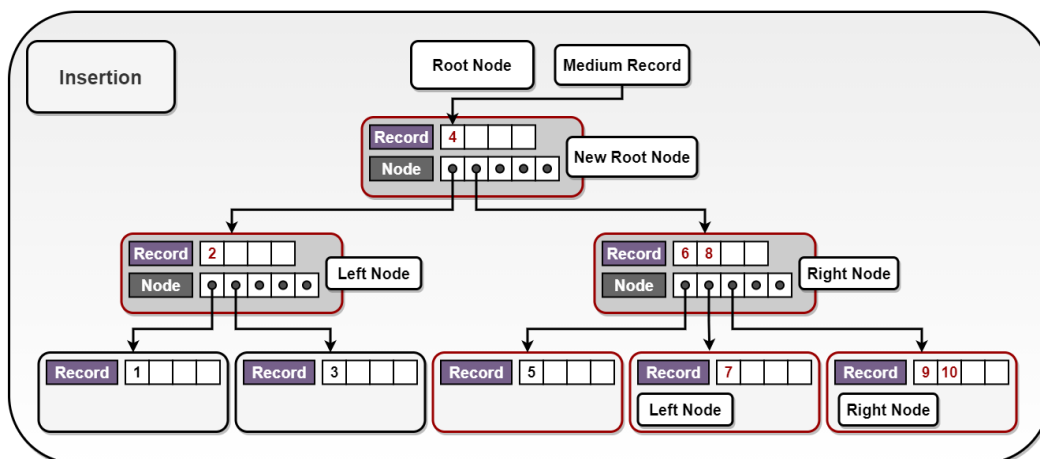 Insertion
Root Node
Medium Record
Record 4
Node
New Root Node
Record 2
Node
Left Node
Record 6 8
Node
Right Node
Record 1
Record 3
Record 5
Record 7
Left Node
Record 9 10
Right Node